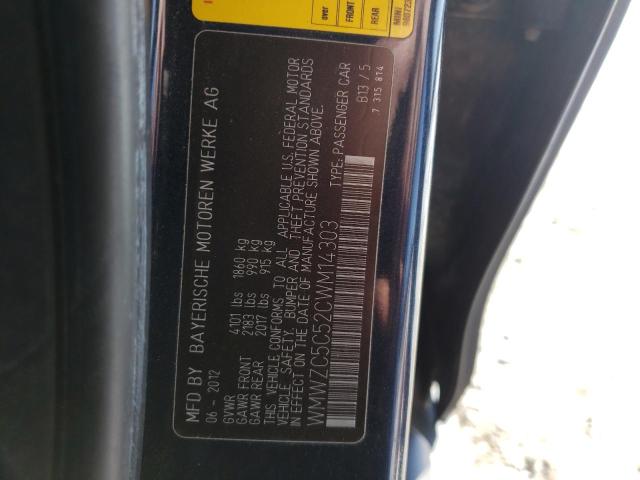 MFD BY BAYERISCHE MOTOREN WERKE AG
06 - 2012
GVWR 4101 lbs 1860 kg
GAWR FRONT 2183 lbs 990 kg
GAWR REAR 2017 lbs 915 kg
THIS VEHICLE CONFORMS TO ALL APPLICABLE U.S. FEDERAL MOTOR
VEHICLE SAFETY, BUMPER AND THEFT PREVENTION STANDARDS
IN EFFECT ON THE DATE OF MANUFACTURE SHOWN ABOVE.
WMWZC5C52CWM14303 TYPE: PASSENGER CAR
B13 / 5
7 315 814
over
FRONT
REAR
MINI